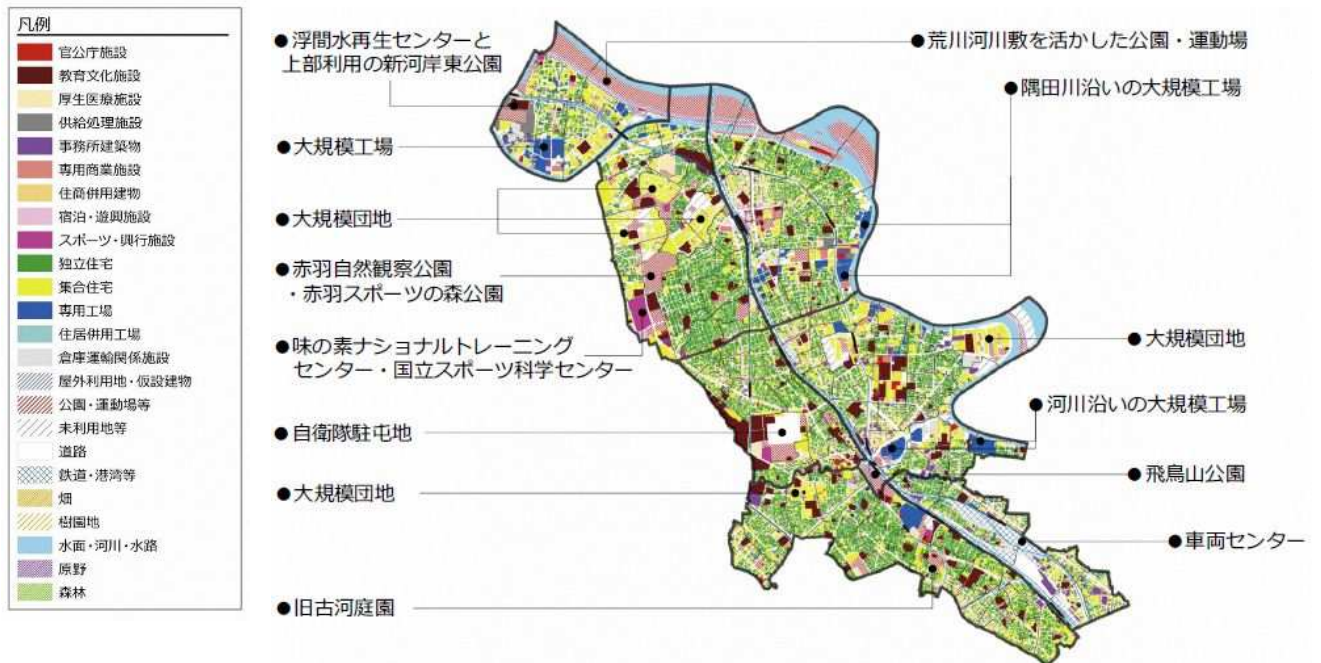 凡例
官公庁施設
教育文化施設
厚生医療施設
供給処理施設
事務所建築物
専用商業施設
住商併用建物
宿泊・遊興施設
スポーツ・興行施設
独立住宅
集合住宅
専用工場
住居併用工場
倉庫運輸関係施設
屋外利用地・仮設建物
公園・運動場等
未利用地等
道路
鉄道・港湾等
畑
樹園地
水面・河川・水路
原野
森林
●浮間水再生センターと
上部利用の新河岸東公園
●大規模工場
●大規模団地
●赤羽自然観察公園
・赤羽スポーツの森公園
●味の素ナショナルトレーニング
センター・国立スポーツ科学センター
●自衛隊駐屯地
●大規模団地
●旧古河庭園
●荒川河川敷を活かした公園・運動場
●隅田川沿いの大規模工場
●大規模団地
●河川沿いの大規模工場
●飛鳥山公園
●車両センター